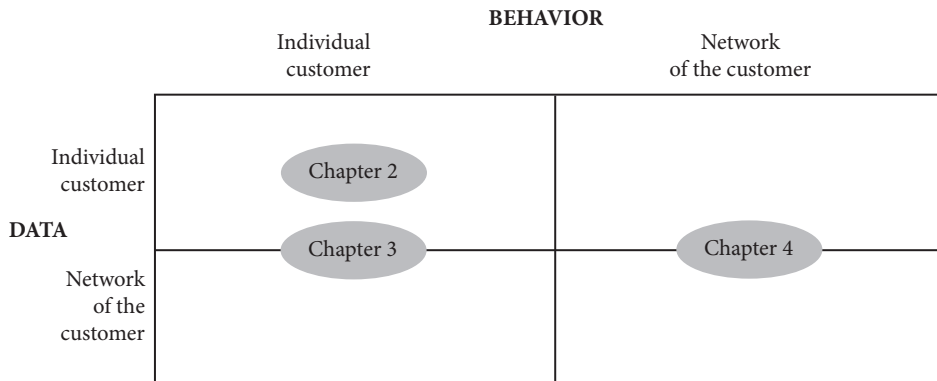 BEHAVIOR
Individual
customer
Network
of the customer
Individual
customer
Chapter 2
DATA
Chapter 3
Chapter 4
Network
of the
customer